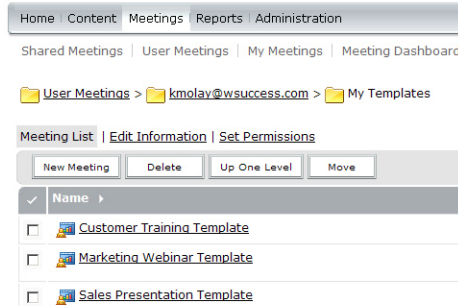 Home | Content | Meetings | Reports | Administration
Shared Meetings | User Meetings | My Meetings | Meeting Dashboard
User Meetings > kmolay@wsuccess.com > My Templates
Meeting List | Edit Information | Set Permissions
New Meeting Delete Up One Level Move
Name
Customer Training Template
Marketing Webinar Template
Sales Presentation Template